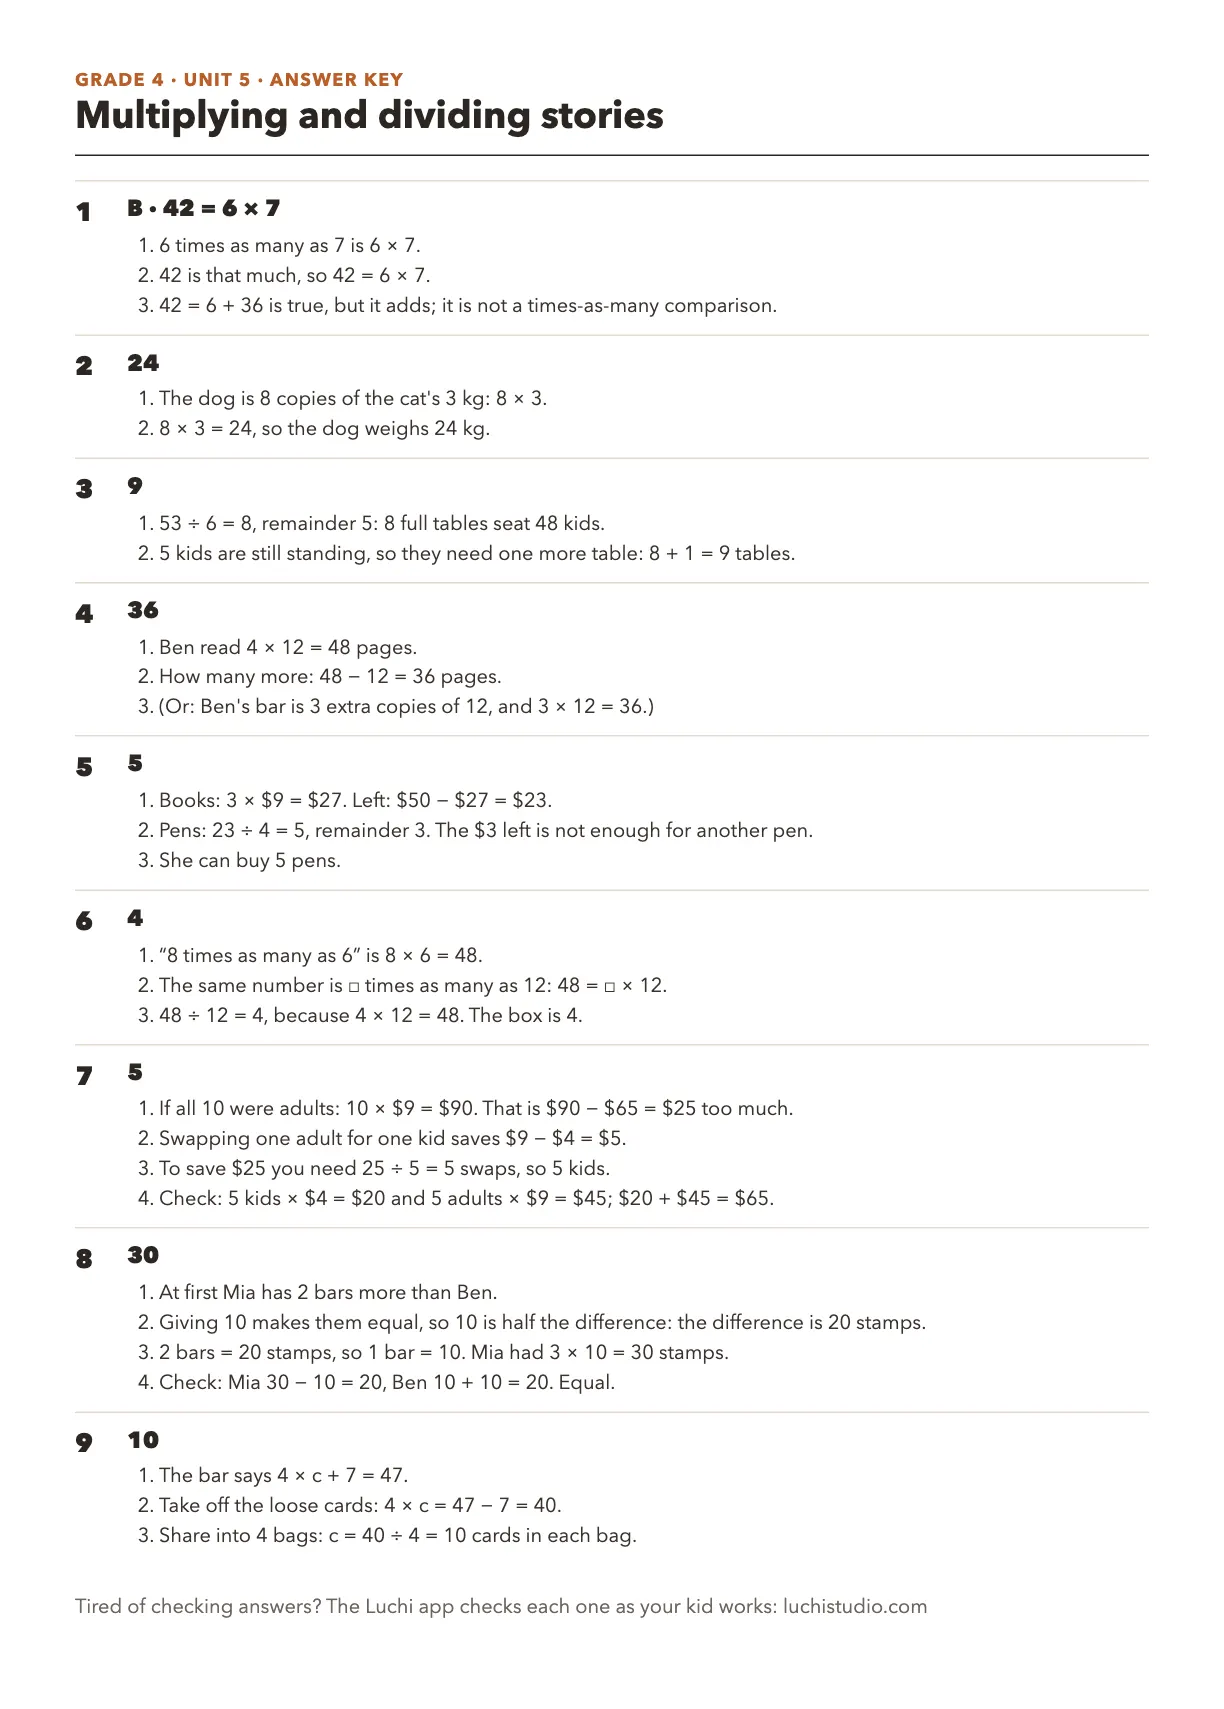 GRADE 4 · UNIT 5 · ANSWER KEY
Multiplying and dividing stories
1 B · 42 = 6 × 7
1. 6 times as many as 7 is 6 × 7.
2. 42 is that much, so 42 = 6 × 7.
3. 42 = 6 + 36 is true, but it adds; it is not a times-as-many comparison.
2 24
1. The dog is 8 copies of the cat's 3 kg: 8 × 3.
2. 8 × 3 = 24, so the dog weighs 24 kg.
3 9
1. 53 ÷ 6 = 8, remainder 5: 8 full tables seat 48 kids.
2. 5 kids are still standing, so they need one more table: 8 + 1 = 9 tables.
4 36
1. Ben read 4 × 12 = 48 pages.
2. How many more: 48 − 12 = 36 pages.
3. (Or: Ben's bar is 3 extra copies of 12, and 3 × 12 = 36.)
5 5
1. Books: 3 × $9 = $27. Left: $50 − $27 = $23.
2. Pens: 23 ÷ 4 = 5, remainder 3. The $3 left is not enough for another pen.
3. She can buy 5 pens.
6 4
1. “8 times as many as 6” is 8 × 6 = 48.
2. The same number is □ times as many as 12: 48 = □ × 12.
3. 48 ÷ 12 = 4, because 4 × 12 = 48. The box is 4.
7 5
1. If all 10 were adults: 10 × $9 = $90. That is $90 − $65 = $25 too much.
2. Swapping one adult for one kid saves $9 − $4 = $5.
3. To save $25 you need 25 ÷ 5 = 5 swaps, so 5 kids.
4. Check: 5 kids × $4 = $20 and 5 adults × $9 = $45; $20 + $45 = $65.
8 30
1. At first Mia has 2 bars more than Ben.
2. Giving 10 makes them equal, so 10 is half the difference: the difference is 20 stamps.
3. 2 bars = 20 stamps, so 1 bar = 10. Mia had 3 × 10 = 30 stamps.
4. Check: Mia 30 − 10 = 20, Ben 10 + 10 = 20. Equal.
9 10
1. The bar says 4 × c + 7 = 47.
2. Take off the loose cards: 4 × c = 47 − 7 = 40.
3. Share into 4 bags: c = 40 ÷ 4 = 10 cards in each bag.
Tired of checking answers? The Luchi app checks each one as your kid works: luchistudio.com